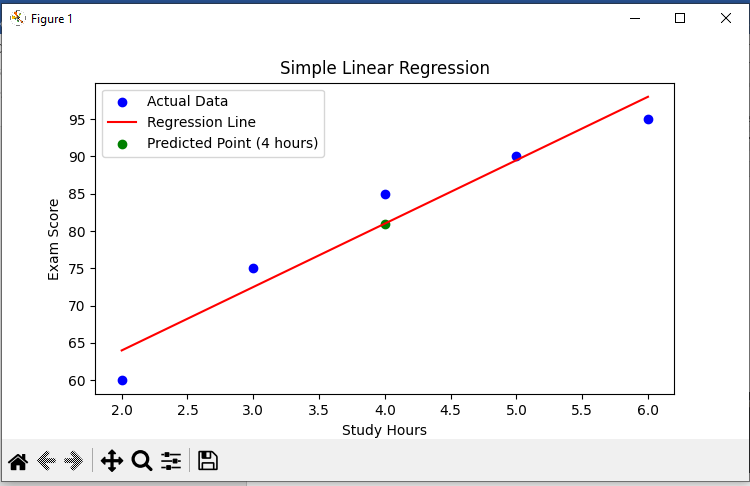 Figure 1
Simple Linear Regression
Actual Data
Regression Line
Predicted Point (4 hours)
95
90
85
80
75
70
65
60
Exam Score
2.0 2.5 3.0 3.5 4.0 4.5 5.0 5.5 6.0
Study Hours